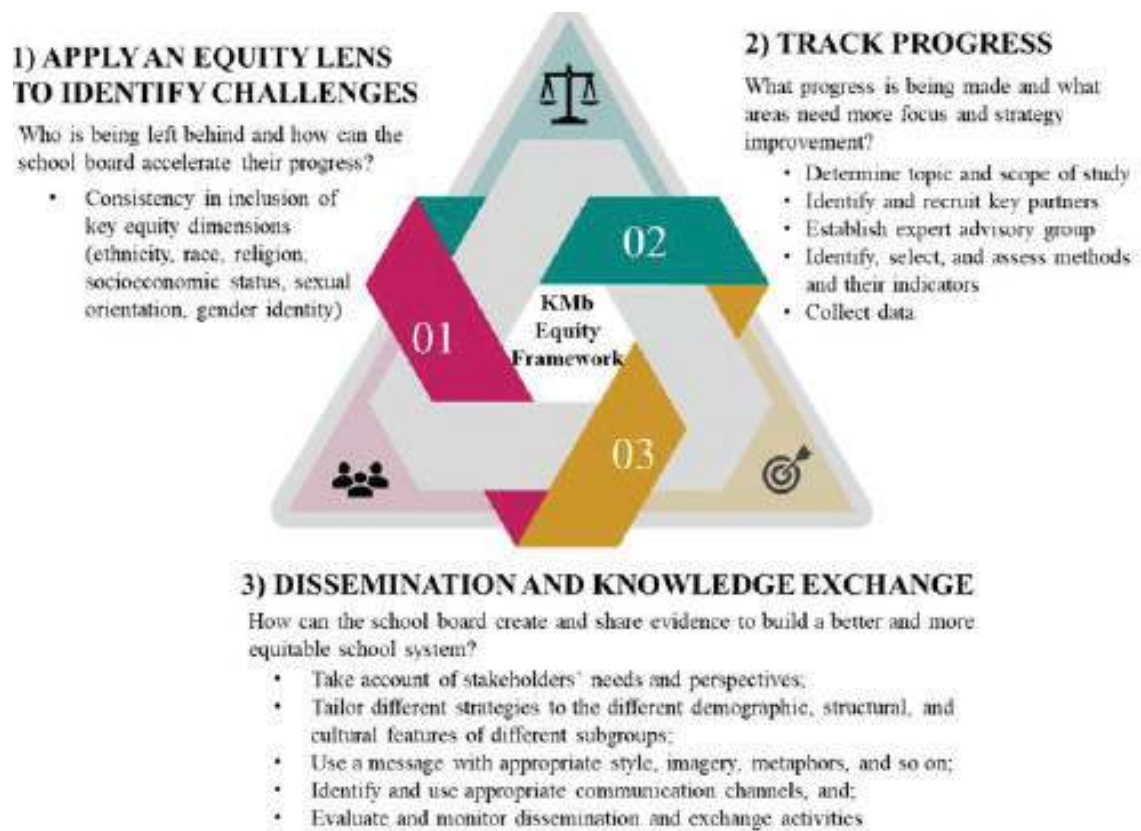 1) APPLY AN EQUITY LENS
TO IDENTIFY CHALLENGES
Who is being left behind and how can the
school board accelerate their progress?
• Consistency in inclusion of
key equity dimensions
(ethnicity, race, religion,
socioeconomic status, sexual
orientation, gender identity)
2) TRACK PROGRESS
What progress is being made and what
areas need more focus and strategy
improvement?
• Determine topic and scope of study
• Identify and recruit key partners
• Establish expert advisory group
• Identify, select, and assess methods
and their indicators
• Collect data
01
02
03
KMb
Equity
Framework
3) DISSEMINATION AND KNOWLEDGE EXCHANGE
How can the school board create and share evidence to build a better and more
equitable school system?
• Take account of stakeholders' needs and perspectives;
• Tailor different strategies to the different demographic, structural, and
cultural features of different subgroups;
• Use a message with appropriate style, imagery, metaphors, and so on;
• Identify and use appropriate communication channels, and;
• Evaluate and monitor dissemination and exchange activities